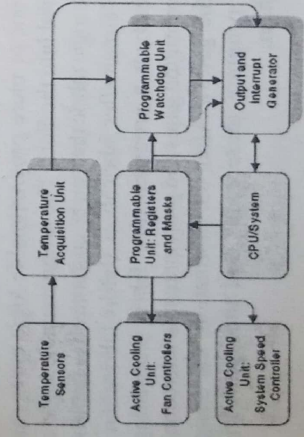 Temperature
Sensors
Temperature
Acquisition Unit
Active Cooling
Unit:
Fan Controllers
Programmable
Unit: Registers
and Masks
Programmable
Watchdog Unit
Active Cooling
Unit:
System Speed
Controller
CPU/System
Output and
Interrupt
Generator